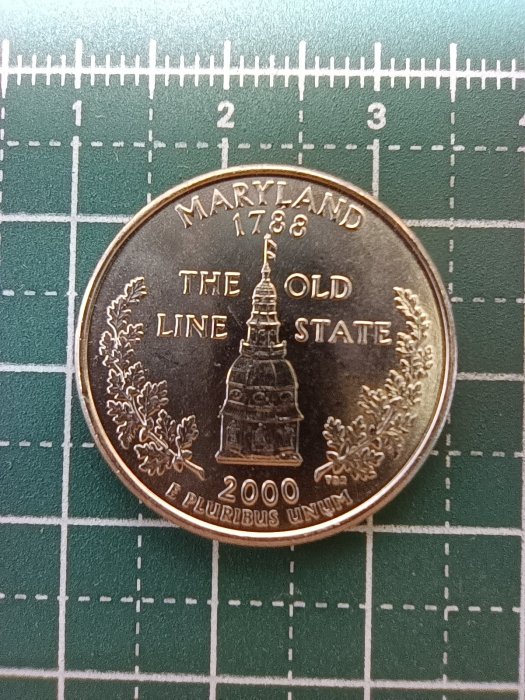 1 2 3
MARYLAND
1788
THE OLD
LINE STATE
2000
E PLURIBUS UNUM